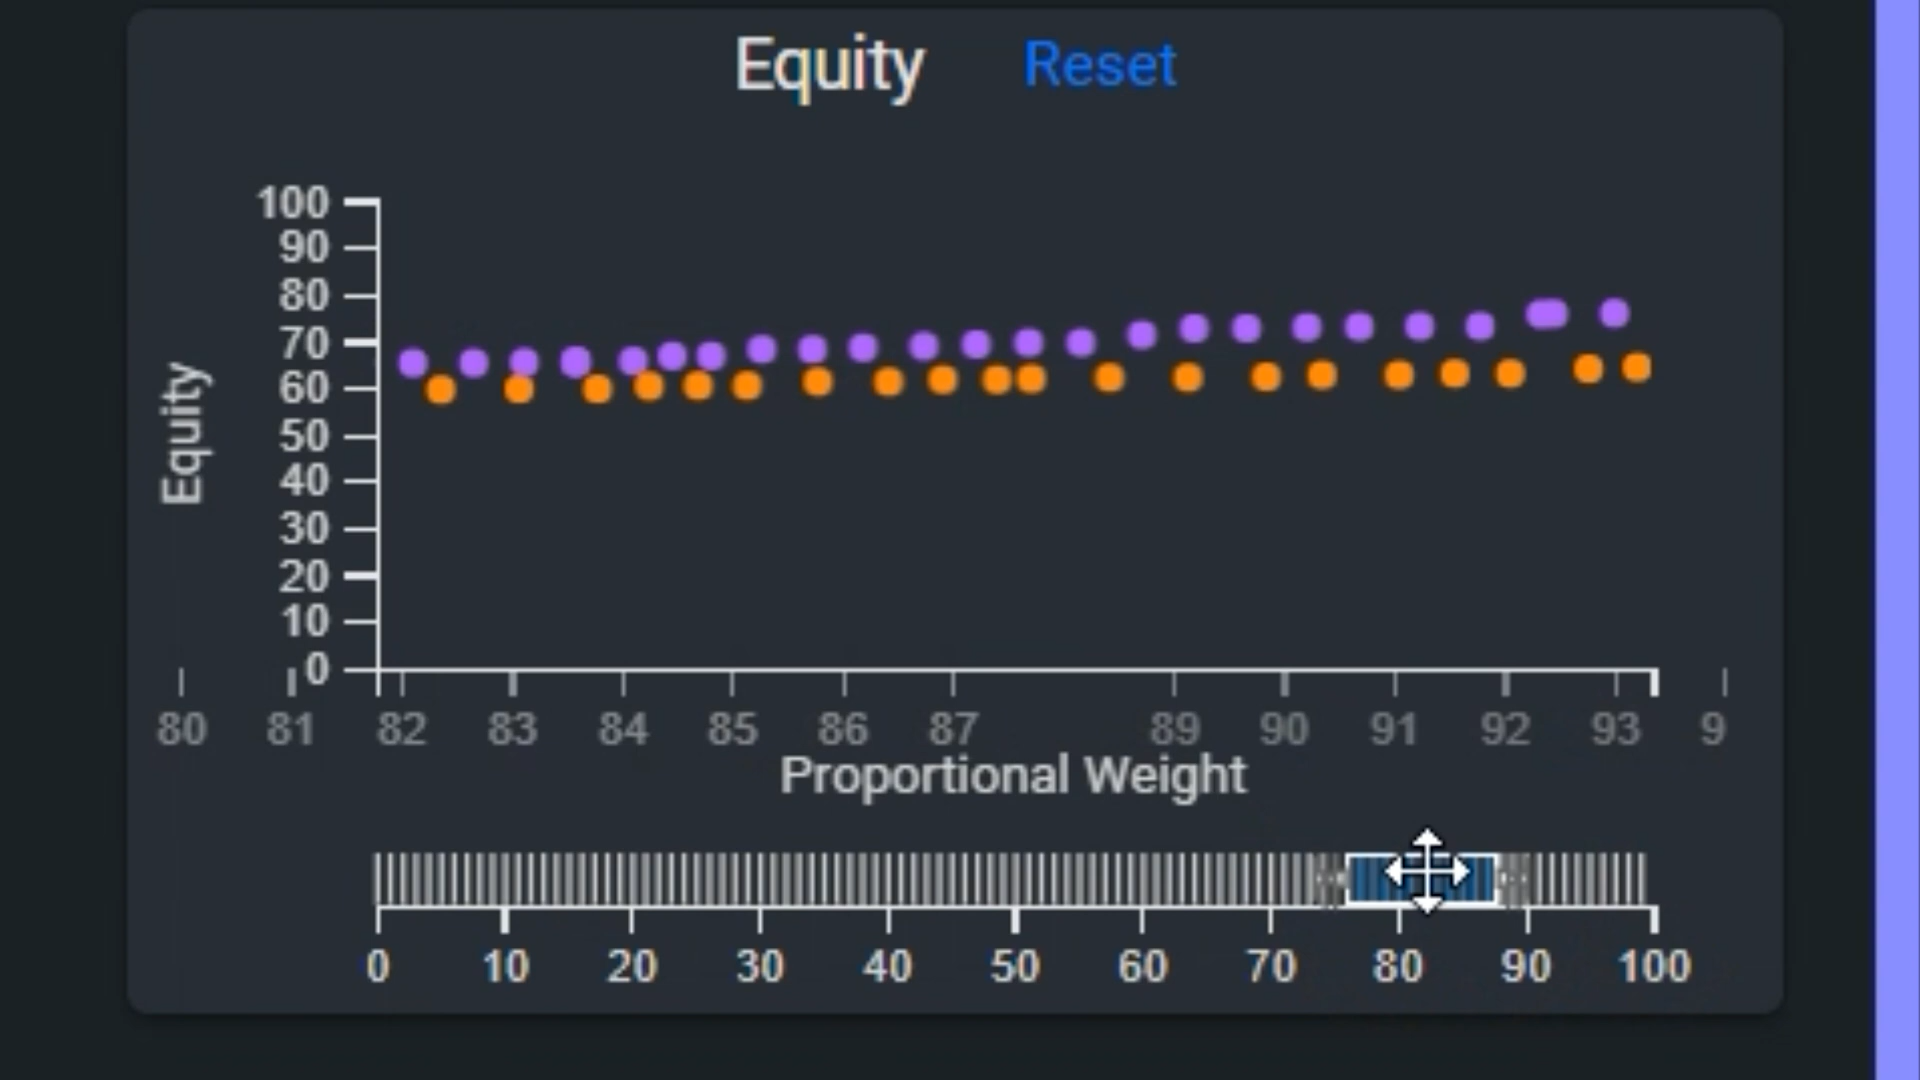 Equity Reset
100
90
80
70
60
50
40
30
20
10
0
Equity
80 81 82 83 84 85 86 87 89 90 91 92 93 9
Proportional Weight
0 10 20 30 40 50 60 70 80 90 100